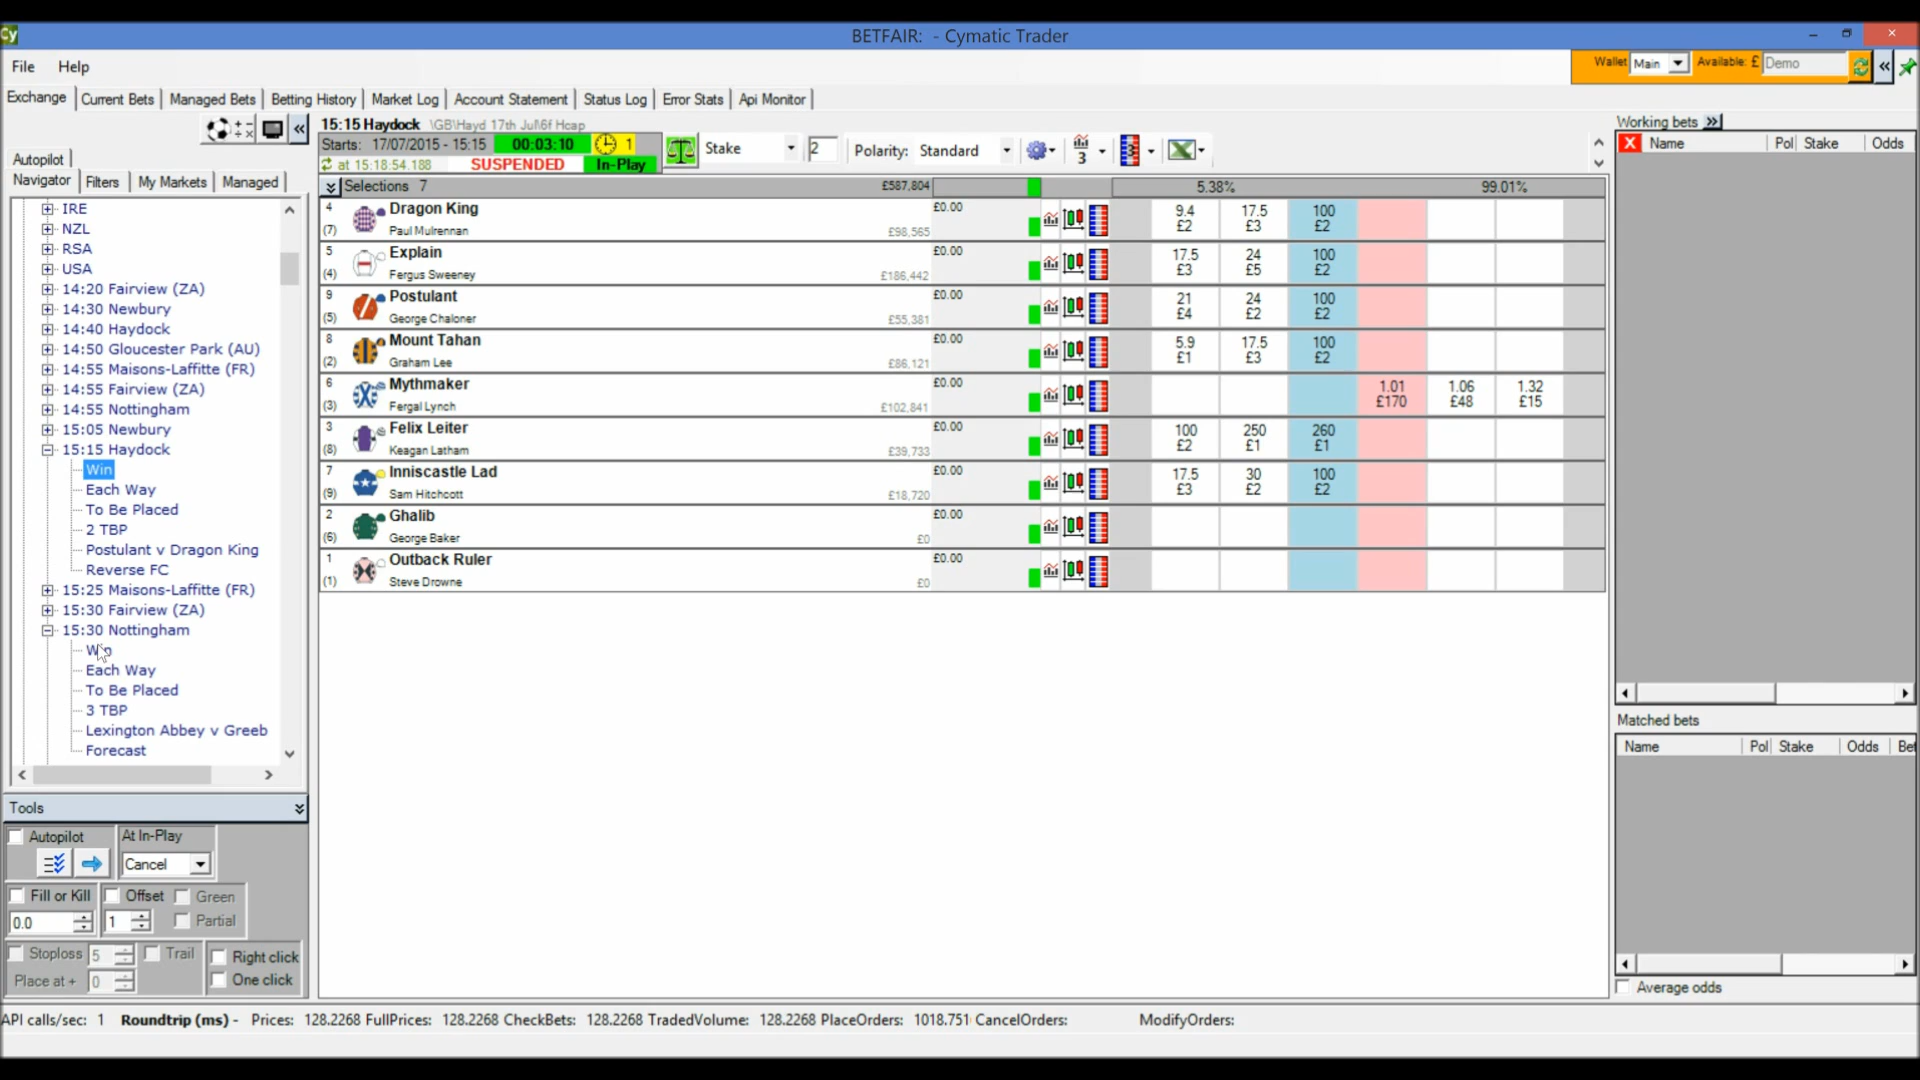 BETFAIR:  - Cymatic Trader
File Help
Wallet Main Available: £ Demo
Exchange Current Bets Managed Bets Betting History Market Log Account Statement Status Log Error Stats Api Monitor
15:15 Haydock \GB\Hayd 17th Jul\6f Hcap
Starts: 17/07/2015 - 15:15 00:03:10 1
at 15:18:54.188 SUSPENDED In-Play
Stake 2 Polarity: Standard 3 3
Autopilot
Navigator Filters My Markets Managed
IRE
NZL
RSA
USA
14:20 Fairview (ZA)
14:30 Newbury
14:40 Haydock
14:50 Gloucester Park (AU)
14:55 Maisons-Laffitte (FR)
14:55 Fairview (ZA)
14:55 Nottingham
15:05 Newbury
15:15 Haydock
Win
Each Way
To Be Placed
2 TBP
Postulant v Dragon King
Reverse FC
15:25 Maisons-Laffitte (FR)
15:30 Fairview (ZA)
15:30 Nottingham
Win
Each Way
To Be Placed
3 TBP
Lexington Abbey v Greeb
Forecast
Selections 7 £587,804 5.38% 99.01%
4 Dragon King £0.00 9.4 17.5 100
(7) Paul Mulrennan £98,565 £2 £3 £2
5 Explain £0.00 17.5 24 100
(4) Fergus Sweeney £186,442 £3 £5 £2
9 Postulant £0.00 21 24 100
(5) George Chaloner £55,381 £4 £2 £2
8 Mount Tahan £0.00 5.9 17.5 100
(2) Graham Lee £86,121 £1 £3 £2
6 Mythmaker £0.00 1.01 1.06 1.32
(3) Fergal Lynch £102,841 £170 £48 £15
3 Felix Leiter £0.00 100 250 260
(8) Keagan Latham £39,733 £2 £1 £1
7 Inniscastle Lad £0.00 17.5 30 100
(9) Sam Hitchcott £18,720 £3 £2 £2
2 Ghalib £0.00
(6) George Baker £0
1 Outback Ruler £0.00
(1) Steve Drowne £0
Working bets
X Name Pol Stake Odds
Matched bets
Name Pol Stake Odds Bet
Average odds
Tools
Autopilot At In-Play
Cancel
Fill or Kill Offset Green
0.0 1 Partial
Stoploss 5 Trail Right click
Place at + 0 One click
API calls/sec: 1 Roundtrip (ms) - Prices: 128.2268 FullPrices: 128.2268 CheckBets: 128.2268 TradedVolume: 128.2268 PlaceOrders: 1018.751 CancelOrders: ModifyOrders: